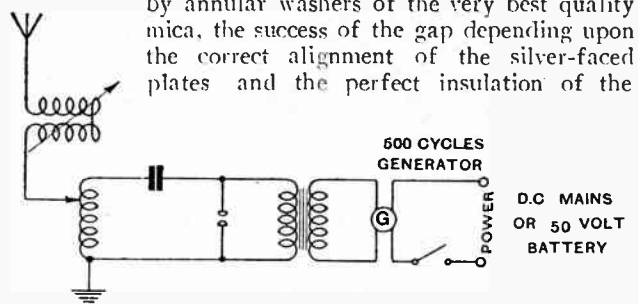 by annular washers of the very best quality
mica, the success of the gap depending upon
the correct alignment of the silver-faced
plates and the perfect insulation of the
500 CYCLES
GENERATOR
G
POWER
D.C MAINS
OR 50 VOLT
BATTERY